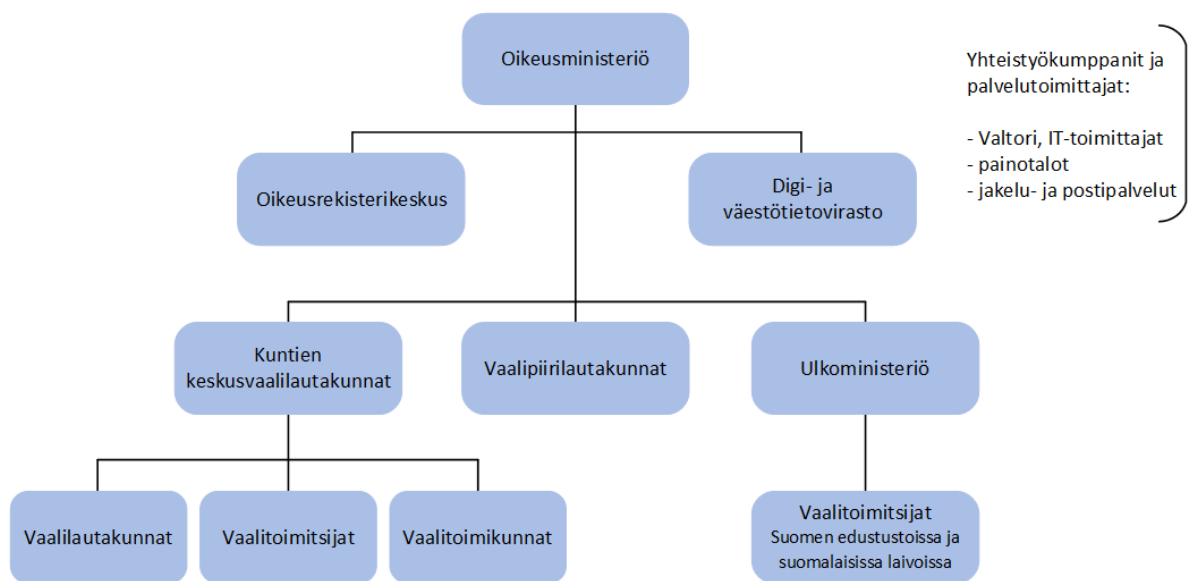 Oikeusministeriö
Yhteistyökumppanit ja
palvelutoimittajat:
- Valtori, IT-toimittajat
- painotalot
- jakelu- ja postipalvelut
Oikeusrekisterikeskus
Digi- ja
väestötietovirasto
Kuntien
keskusvaalilautakunnat
Vaalipiirilautakunnat
Ulkoministeriö
Vaalilautakunnat
Vaalitoimitsijat
Vaalitoimikunnat
Vaalitoimitsijat
Suomen edustustoissa ja
suomalaisissa laivoissa